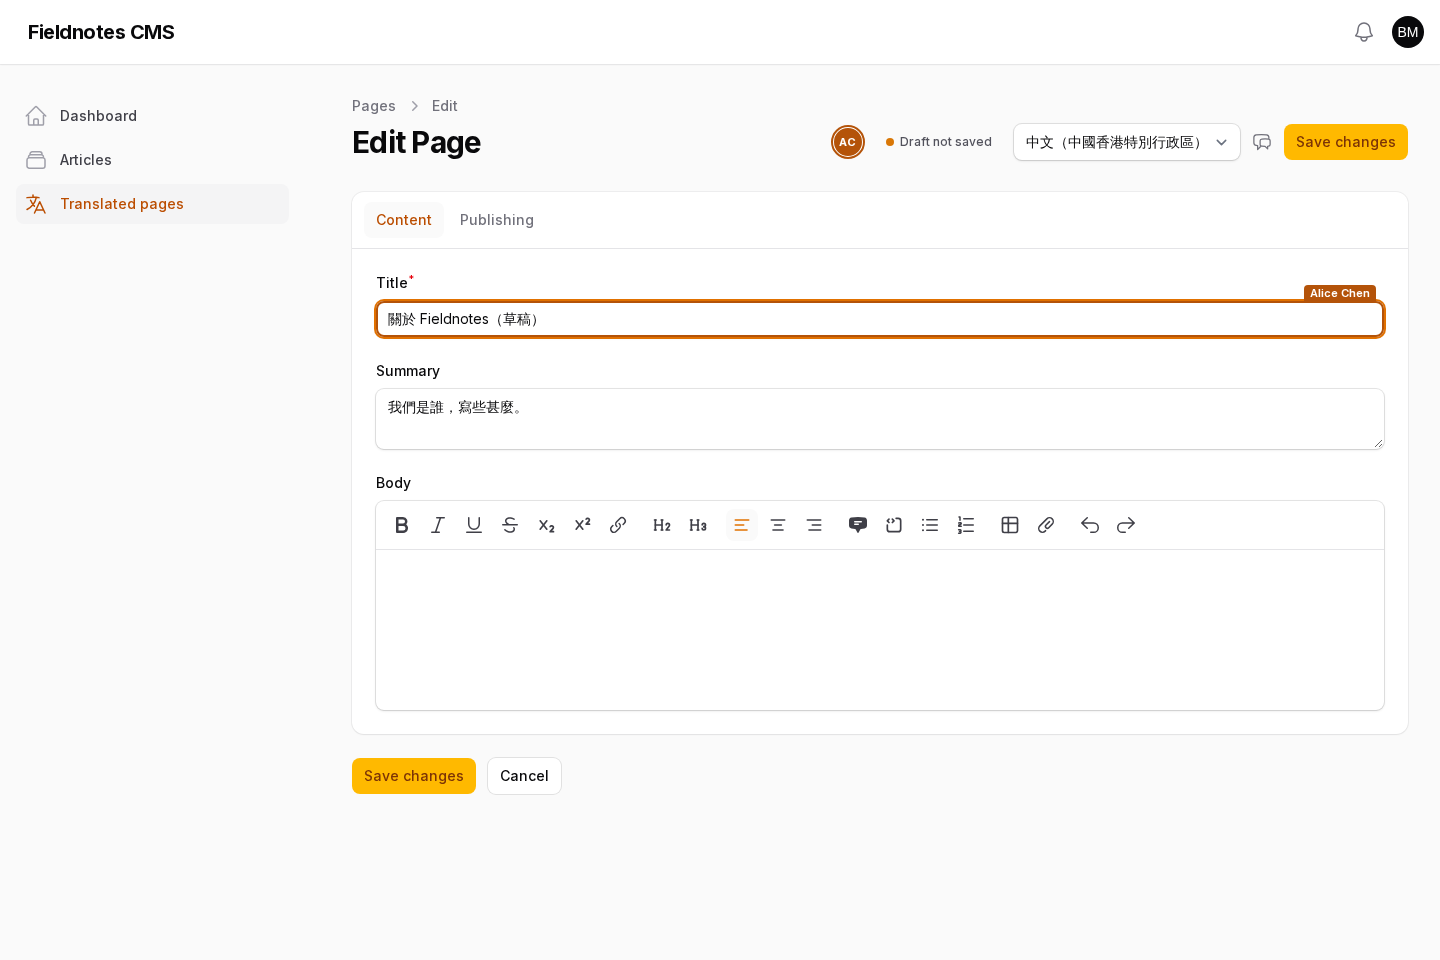 Fieldnotes CMS
BM
Dashboard
Articles
Translated pages
Pages
Edit
Edit Page
AC
Draft not saved
中文（中國香港特別行政區）
Save changes
Content
Publishing
Title*
Alice Chen
關於 Fieldnotes（草稿）
Summary
我們是誰，寫些甚麼。
Body
Save changes
Cancel